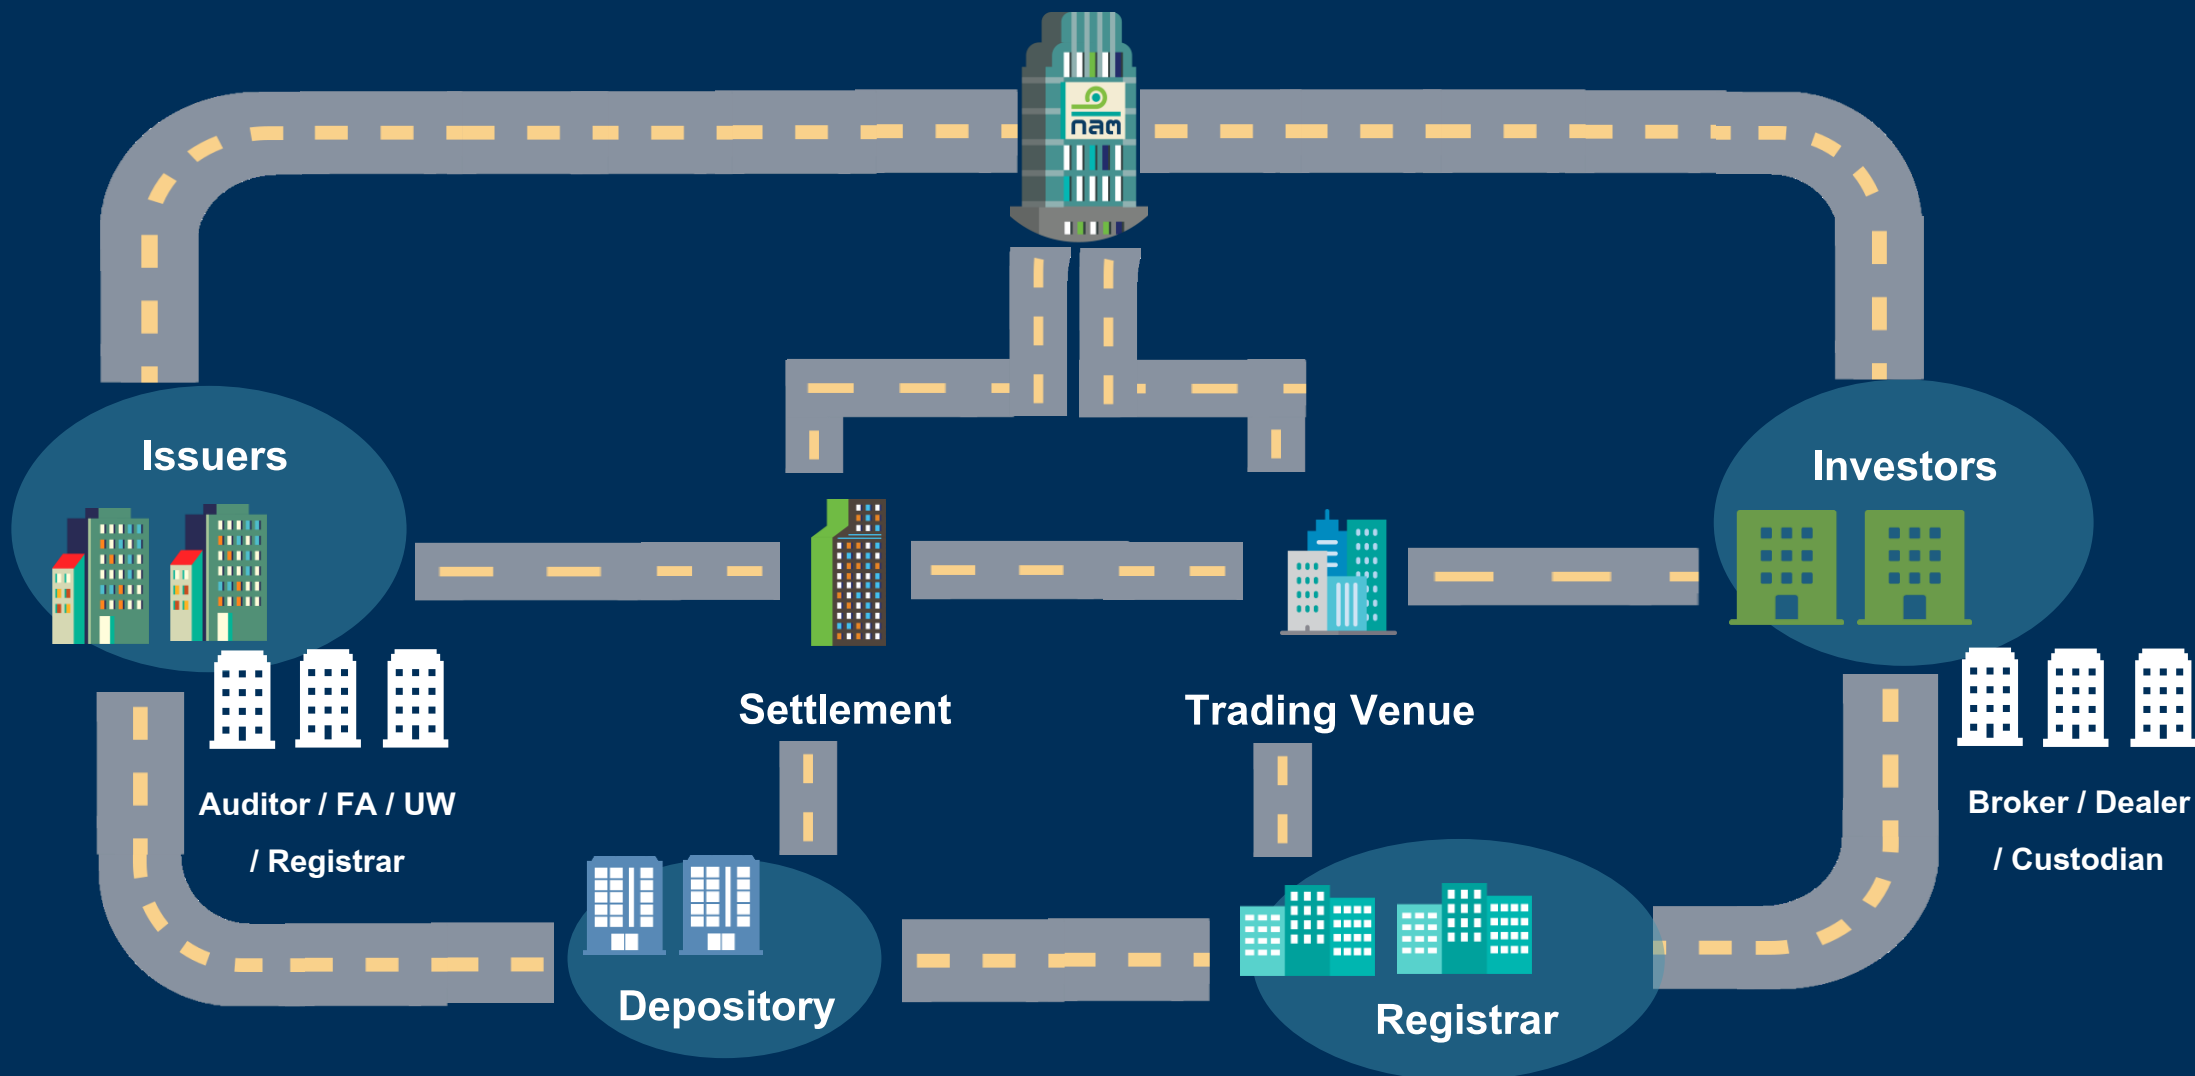 กลต
Issuers
Investors
Settlement
Trading Venue
Auditor / FA / UW
/ Registrar
Broker / Dealer
/ Custodian
Depository
Registrar